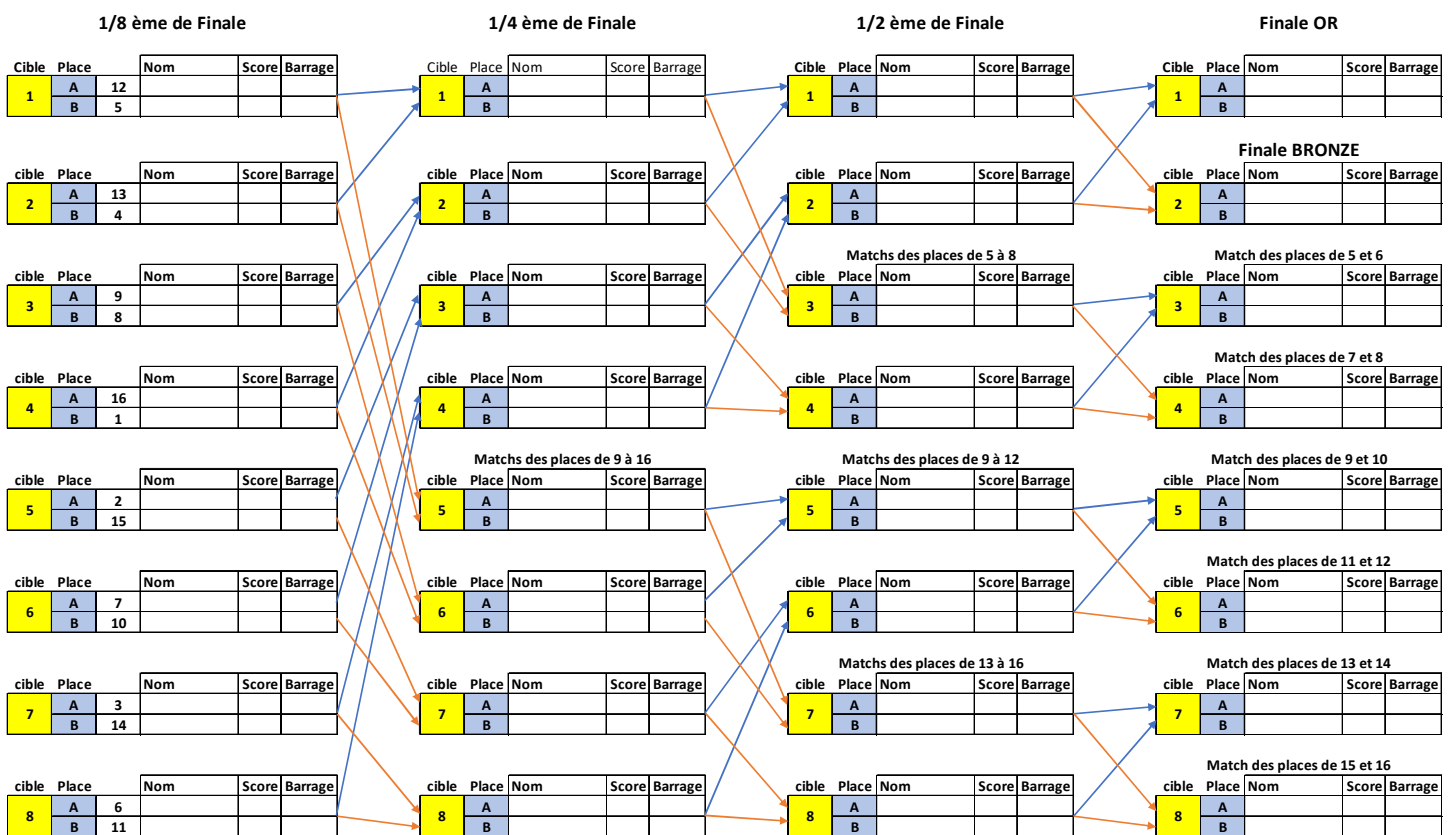 1/8 ème de Finale 1/4 ème de Finale 1/2 ème de Finale Finale OR
Cible Place Nom Score Barrage Cible Place Nom Score Barrage Cible Place Nom Score Barrage Cible Place Nom Score Barrage
1 A 12 1 A 1 A 1 A
B 5 B B B
Finale BRONZE
cible Place Nom Score Barrage cible Place Nom Score Barrage cible Place Nom Score Barrage cible Place Nom Score Barrage
2 A 13 2 A 2 A 2 A
B 4 B B B
Matchs des places de 5 à 8 Match des places de 5 et 6
cible Place Nom Score Barrage cible Place Nom Score Barrage cible Place Nom Score Barrage cible Place Nom Score Barrage
3 A 9 3 A 3 A 3 A
B 8 B B B
Match des places de 7 et 8
cible Place Nom Score Barrage cible Place Nom Score Barrage cible Place Nom Score Barrage cible Place Nom Score Barrage
4 A 16 4 A 4 A 4 A
B 1 B B B
Matchs des places de 9 à 16 Matchs des places de 9 à 12 Match des places de 9 et 10
cible Place Nom Score Barrage cible Place Nom Score Barrage cible Place Nom Score Barrage cible Place Nom Score Barrage
5 A 2 5 A 5 A 5 A
B 15 B B B
Match des places de 11 et 12
cible Place Nom Score Barrage cible Place Nom Score Barrage cible Place Nom Score Barrage cible Place Nom Score Barrage
6 A 7 6 A 6 A 6 A
B 10 B B B
Matchs des places de 13 à 16 Match des places de 13 et 14
cible Place Nom Score Barrage cible Place Nom Score Barrage cible Place Nom Score Barrage cible Place Nom Score Barrage
7 A 3 7 A 7 A 7 A
B 14 B B B
Match des places de 15 et 16
cible Place Nom Score Barrage cible Place Nom Score Barrage cible Place Nom Score Barrage cible Place Nom Score Barrage
8 A 6 8 A 8 A 8 A
B 11 B B B